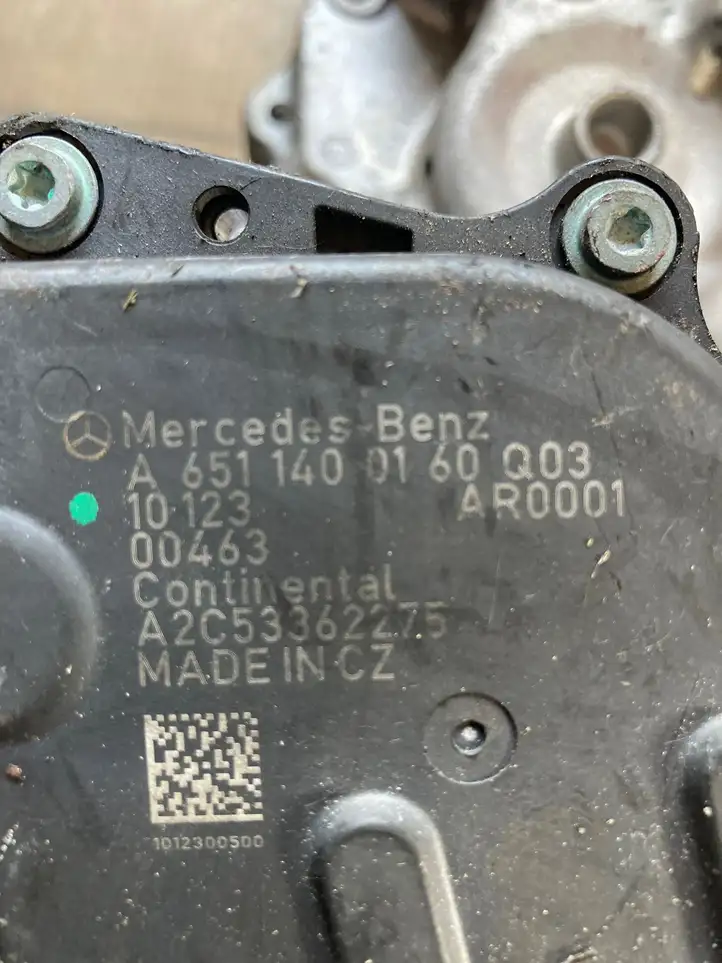 Mercedes-Benz
A 651 140 01 60 Q03
10 123 AR0001
00463
Continental
A2C53362275
MADE IN CZ
1012300500